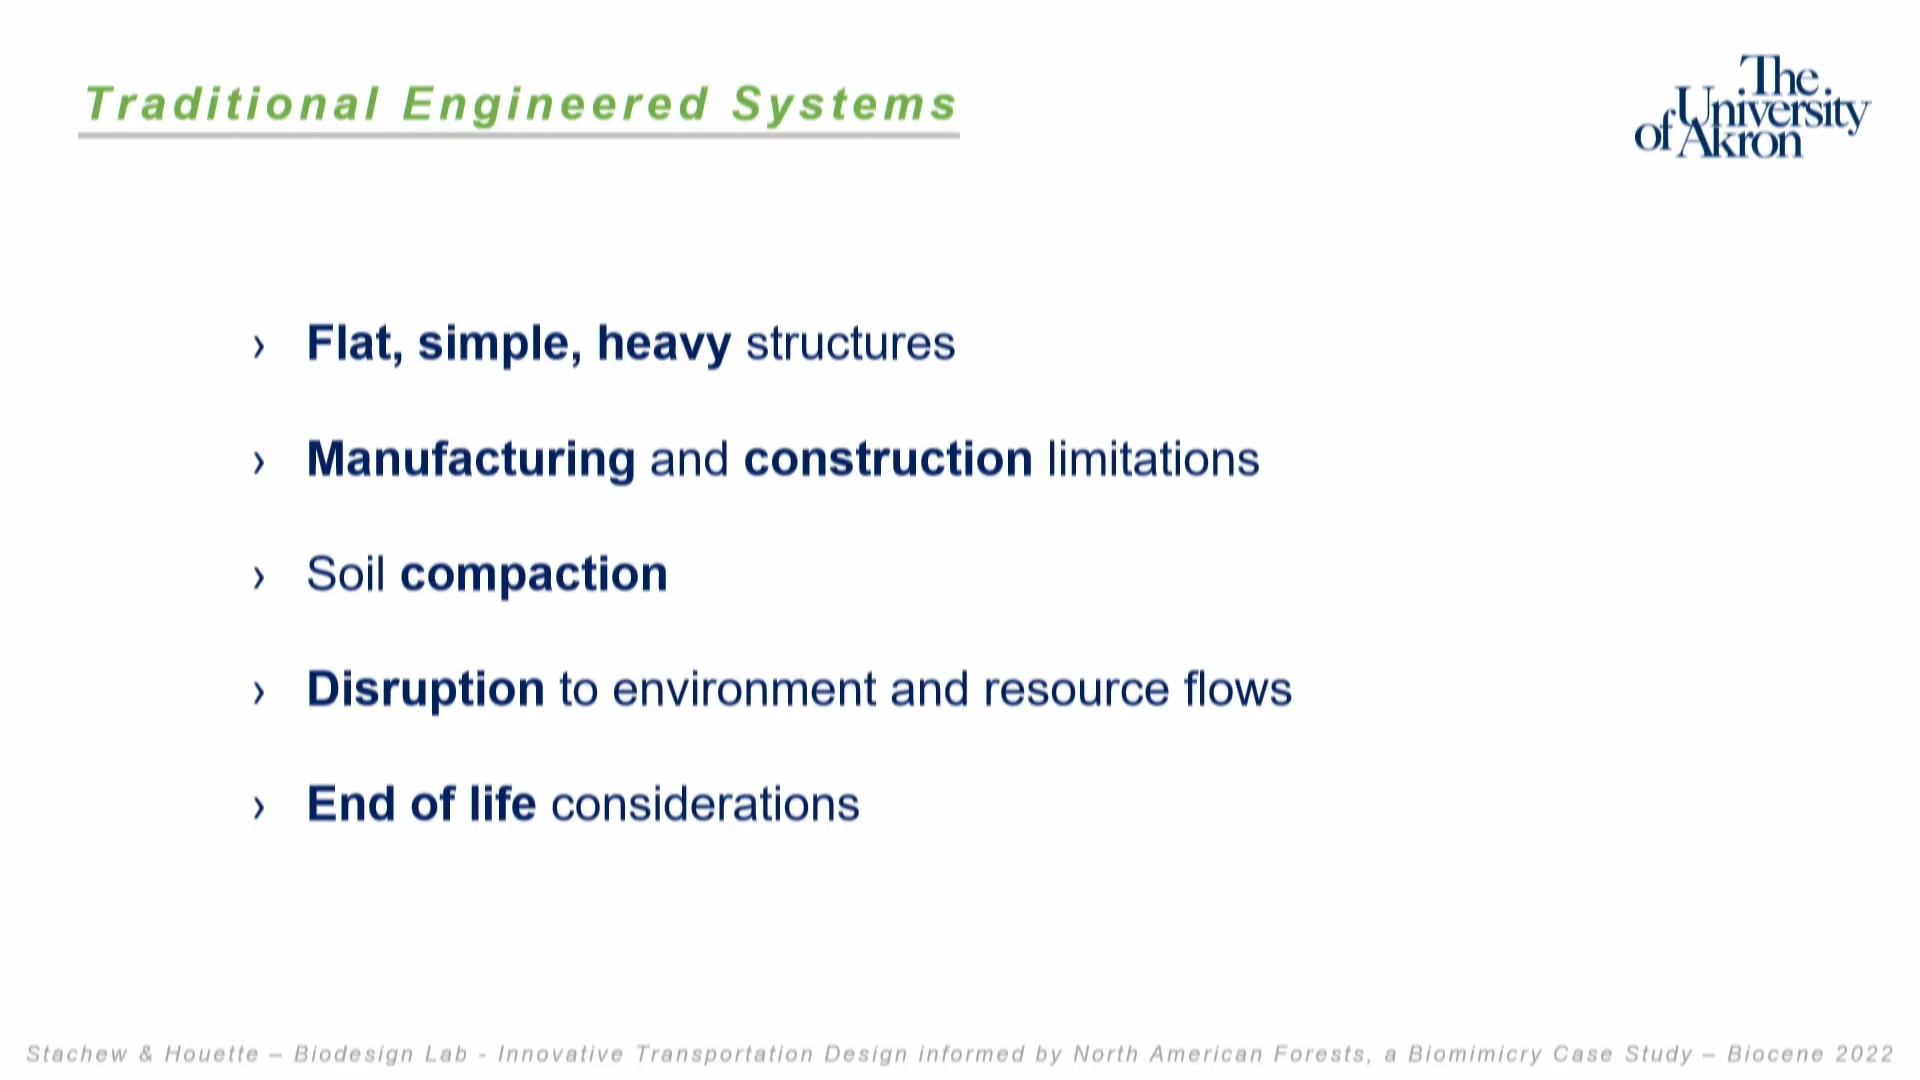 Traditional Engineered Systems
The
University
of Akron
› Flat, simple, heavy structures
› Manufacturing and construction limitations
› Soil compaction
› Disruption to environment and resource flows
› End of life considerations
Stachew & Houette – Biodesign Lab - Innovative Transportation Design informed by North American Forests, a Biomimicry Case Study – Biocene 2022